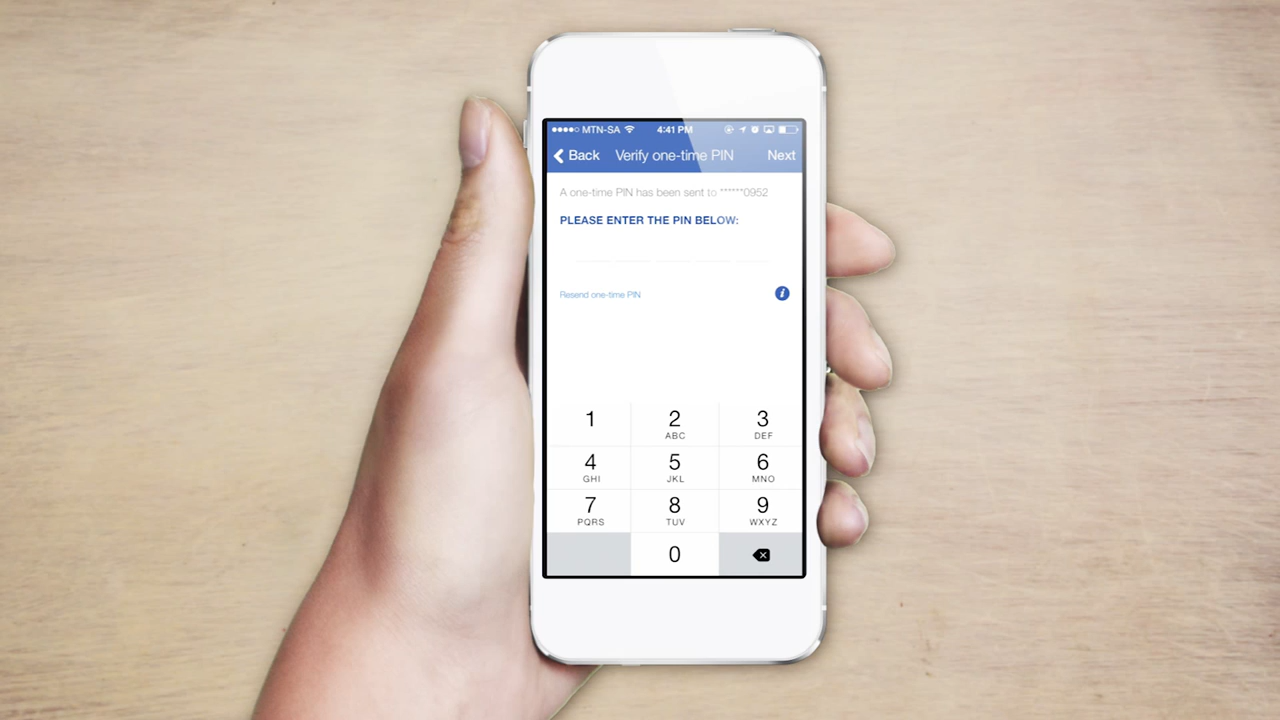 MTN-SA 4:41 PM
Back Verify one-time PIN Next
A one-time PIN has been sent to ******0952
PLEASE ENTER THE PIN BELOW:
Resend one-time PIN i
1 2 3
ABC DEF
4 5 6
GHI JKL MNO
7 8 9
PQRS TUV WXYZ
0